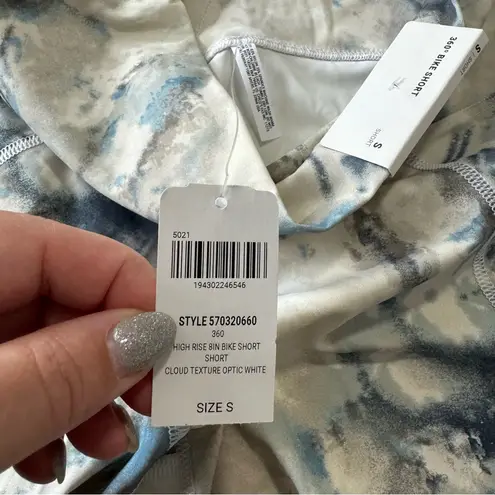 360° BIKE SHORT
S
SHORT
S
SHORT
5021
194302246546
STYLE 570320660
360
HIGH RISE 8IN BIKE SHORT
SHORT
CLOUD TEXTURE OPTIC WHITE
SIZE S